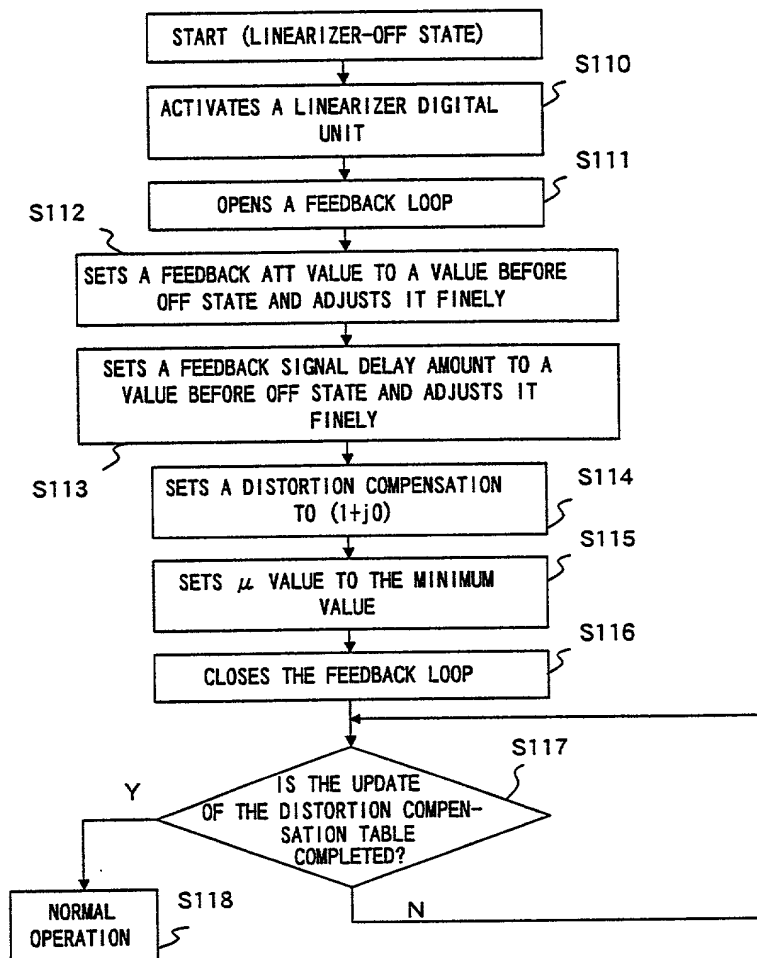 START (LINEARIZER-OFF STATE)
S110
ACTIVATES A LINEARIZER DIGITAL
UNIT
S111
OPENS A FEEDBACK LOOP
S112
SETS A FEEDBACK ATT VALUE TO A VALUE BEFORE
OFF STATE AND ADJUSTS IT FINELY
SETS A FEEDBACK SIGNAL DELAY AMOUNT TO A
VALUE BEFORE OFF STATE AND ADJUSTS IT
FINELY
S113
SETS A DISTORTION COMPENSATION
TO (1+j0)
S114
S115
SETS μ VALUE TO THE MINIMUM
VALUE
S116
CLOSES THE FEEDBACK LOOP
S117
Y
IS THE UPDATE
OF THE DISTORTION COMPEN-
SATION TABLE
COMPLETED?
N
S118
NORMAL
OPERATION